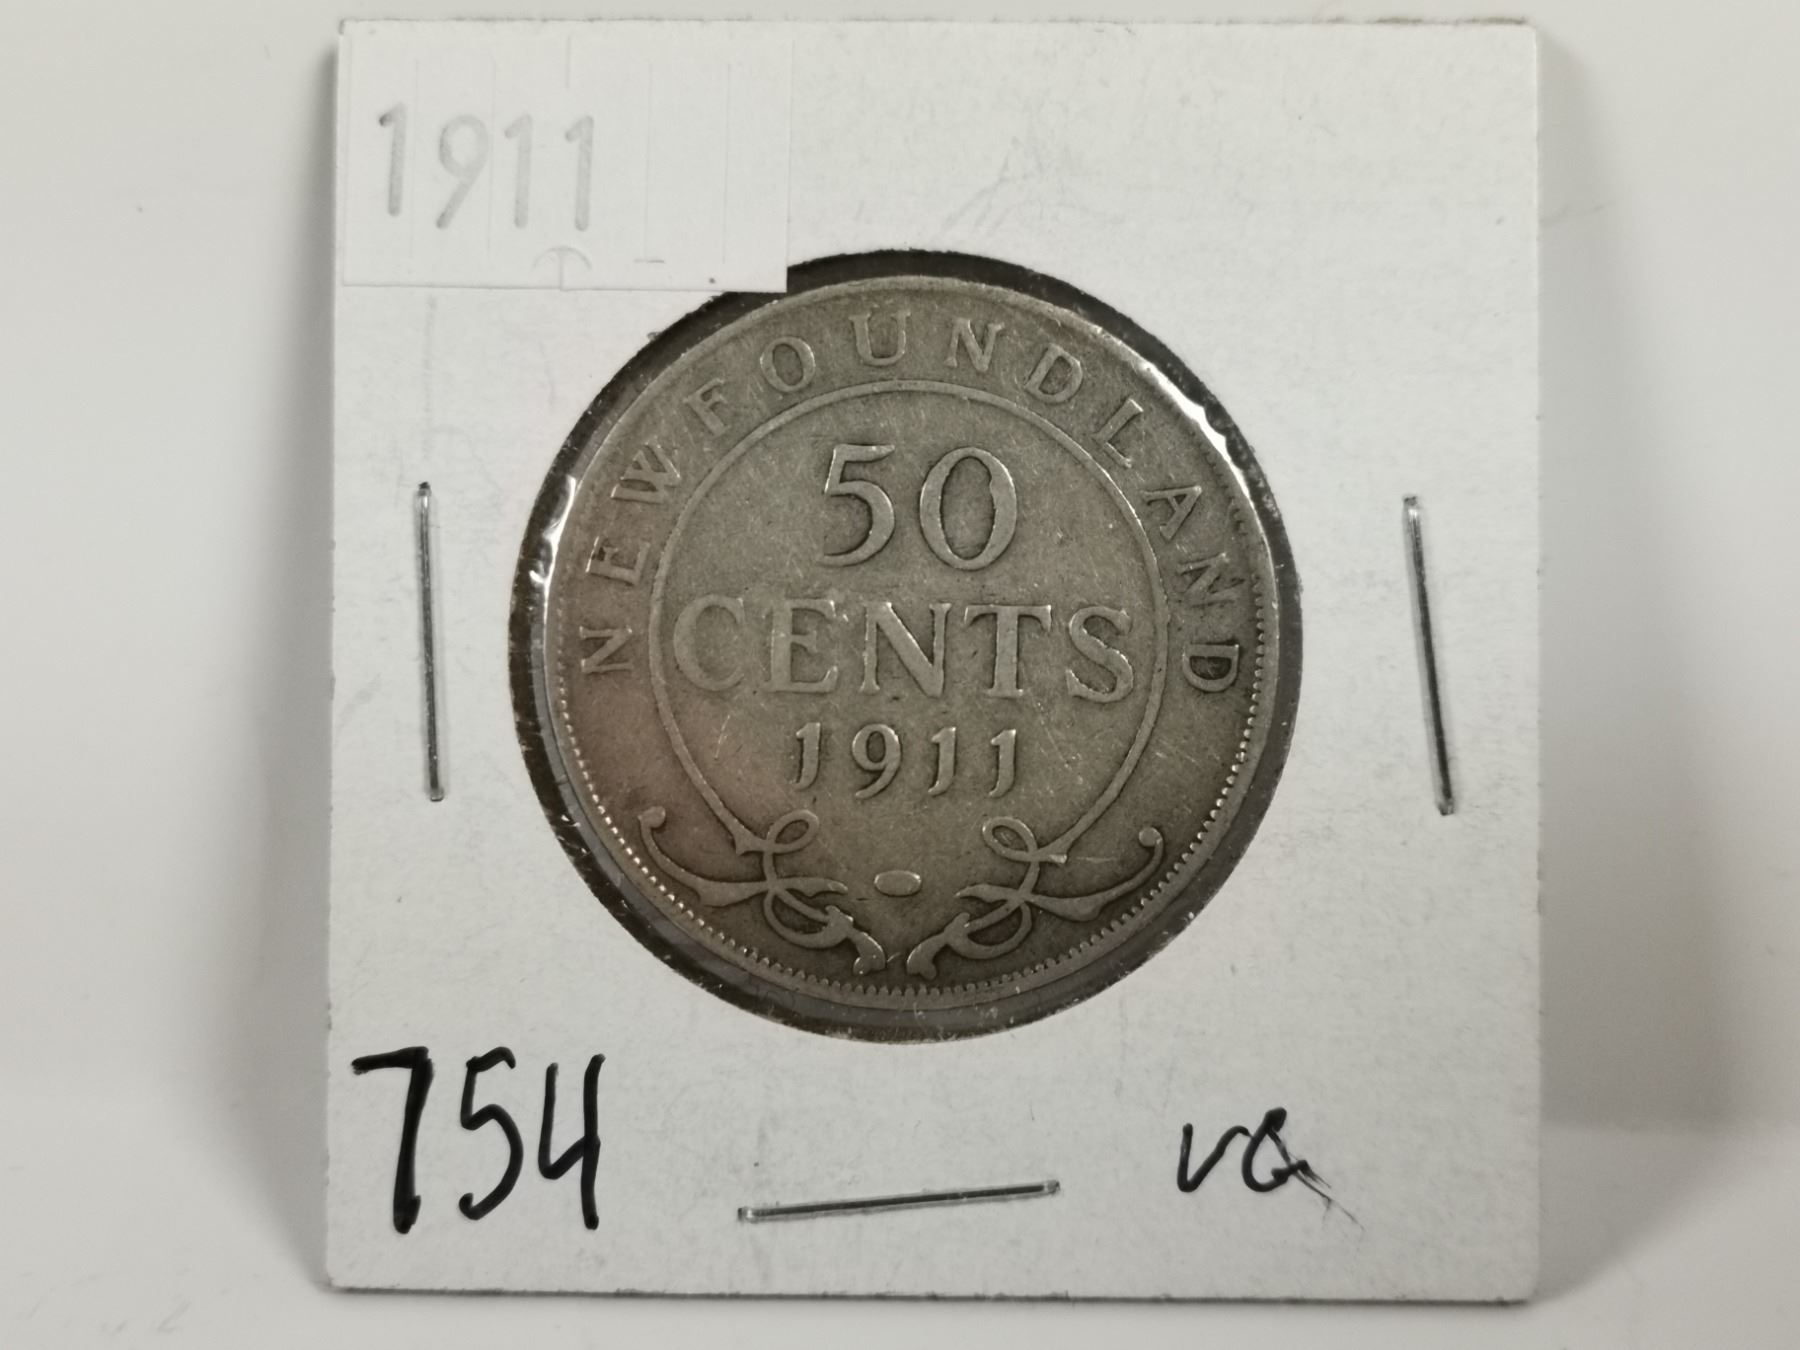 1911
NEWFOUNDLAND
50
CENTS
1911
754
VG